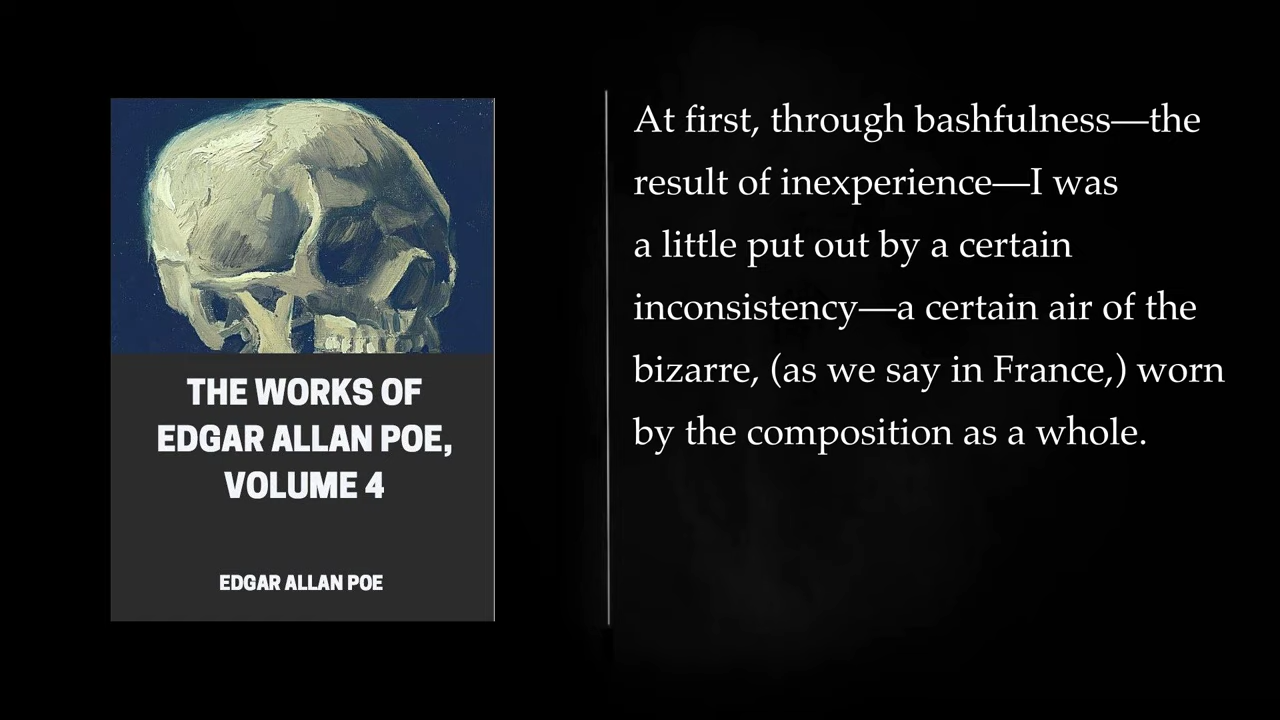 THE WORKS OF
EDGAR ALLAN POE,
VOLUME 4
EDGAR ALLAN POE
At first, through bashfulness—the
result of inexperience—I was
a little put out by a certain
inconsistency—a certain air of the
bizarre, (as we say in France,) worn
by the composition as a whole.